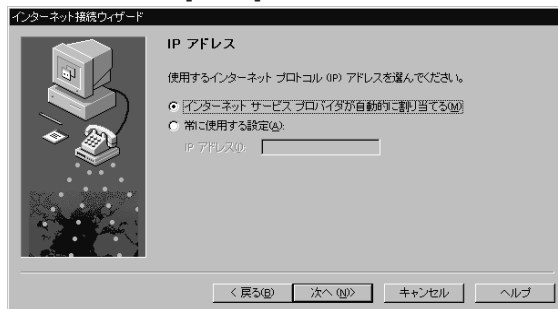 インターネット接続ウィザード
IP アドレス
使用するインターネット プロトコル (IP) アドレスを選んでください。
インターネット サービス プロバイダが自動的に割り当てる(M)
常に使用する設定(A):
IP アドレス(I):
< 戻る(B) 次へ (N)> キャンセル ヘルプ